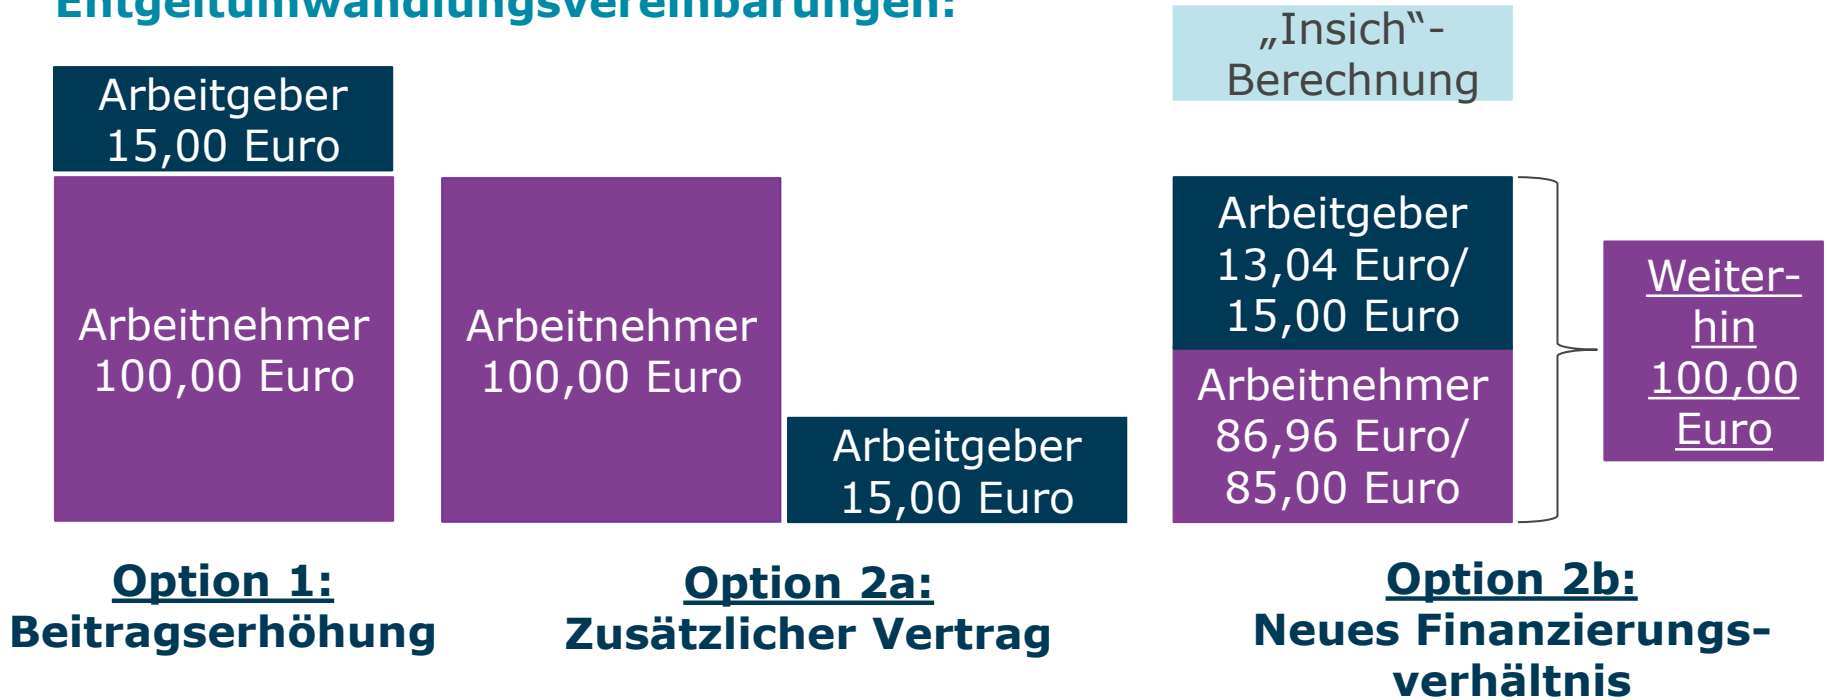 Entgeltumwandlungsvereinbarungen:
„Insich“-
Berechnung
Arbeitgeber
15,00 Euro
Arbeitnehmer
100,00 Euro
Option 1:
Beitragserhöhung
Arbeitnehmer
100,00 Euro
Arbeitgeber
15,00 Euro
Option 2a:
Zusätzlicher Vertrag
Arbeitgeber
13,04 Euro/
15,00 Euro
Arbeitnehmer
86,96 Euro/
85,00 Euro
Weiter-
hin
100,00
Euro
Option 2b:
Neues Finanzierungs-
verhältnis